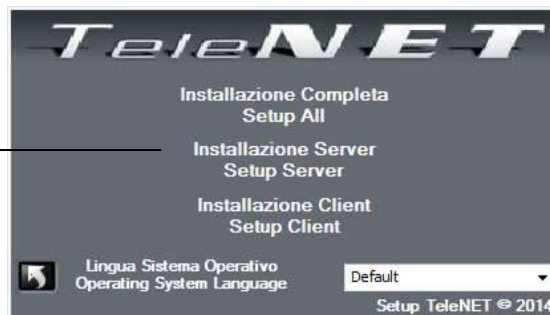 TeleNET
Installazione Completa
Setup All
Installazione Server
Setup Server
Installazione Client
Setup Client
Lingua Sistema Operativo
Operating System Language
Default
Setup TeleNET © 2014